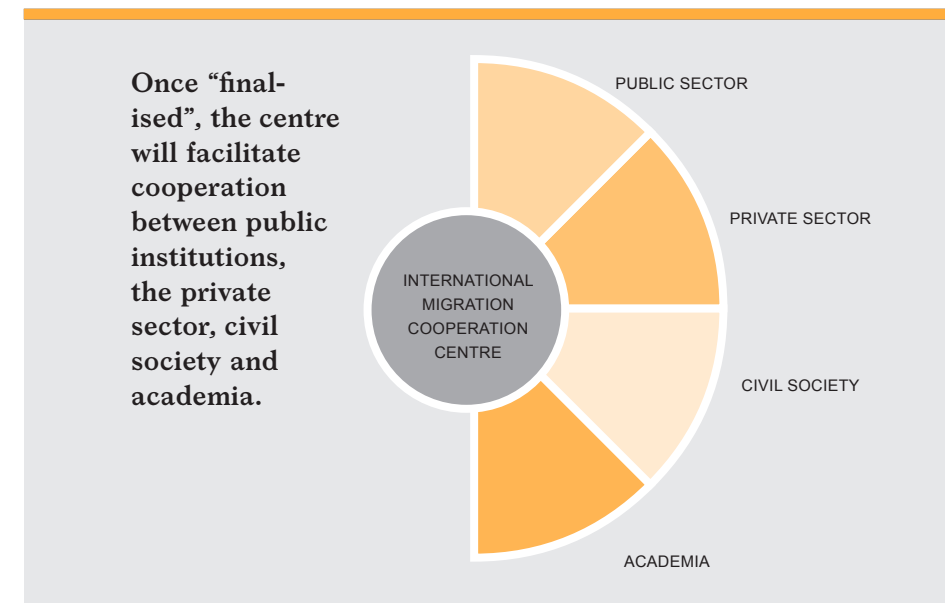 Once “final-
ised”, the centre
will facilitate
cooperation
between public
institutions,
the private
sector, civil
society and
academia.
PUBLIC SECTOR
PRIVATE SECTOR
INTERNATIONAL
MIGRATION
COOPERATION
CENTRE
CIVIL SOCIETY
ACADEMIA